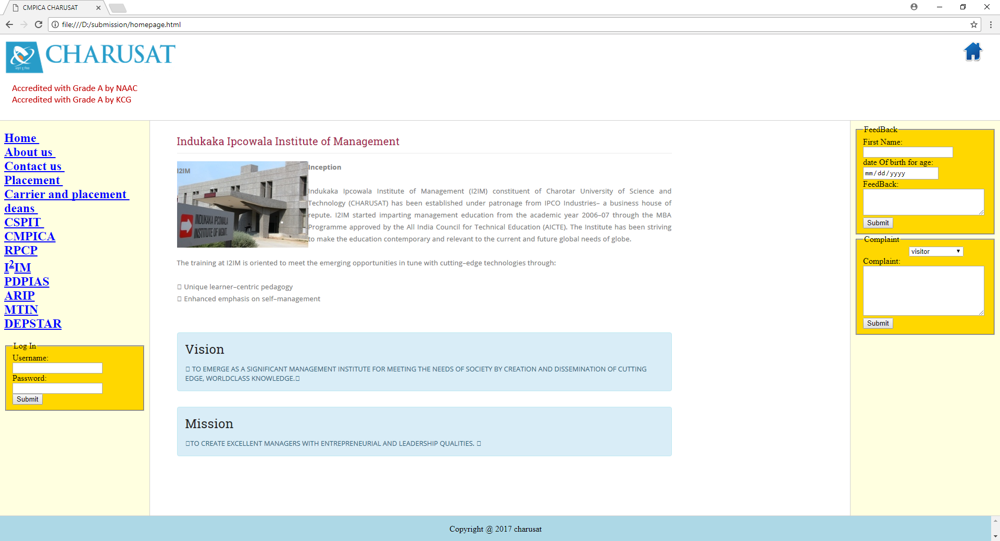 CMPICA CHARUSAT
file:///D:/submission/homepage.html
CHARUSAT
Accredited with Grade A by NAAC
Accredited with Grade A by KCG
Home
About us
Contact us
Placement
Carrier and placement
deans
CSPIT
CMPICA
RPCP
I²IM
PDPIAS
ARIP
MTIN
DEPSTAR
Log In
Username:
Password:
Submit
Indukaka Ipcowala Institute of Management
I2IM
INDUKAKA IPCOWALA
INSTITUTE OF MGMT.
Inception
Indukaka Ipcowala Institute of Management (I2IM) constituent of Charotar University of Science and
Technology (CHARUSAT) has been established under patronage from IPCO Industries– a business house of
repute. I2IM started imparting management education from the academic year 2006–07 through the MBA
Programme approved by the All India Council for Technical Education (AICTE). The Institute has been striving
to make the education contemporary and relevant to the current and future global needs of globe.
The training at I2IM is oriented to meet the emerging opportunities in tune with cutting–edge technologies through:
Unique learner–centric pedagogy
Enhanced emphasis on self–management
Vision
TO EMERGE AS A SIGNIFICANT MANAGEMENT INSTITUTE FOR MEETING THE NEEDS OF SOCIETY BY CREATION AND DISSEMINATION OF CUTTING
EDGE, WORLDCLASS KNOWLEDGE.
Mission
TO CREATE EXCELLENT MANAGERS WITH ENTREPRENEURIAL AND LEADERSHIP QUALITIES.
FeedBack
First Name:
date Of birth for age:
mm/dd/yyyy
FeedBack:
Submit
Complaint
visitor
Complaint:
Submit
Copyright @ 2017 charusat